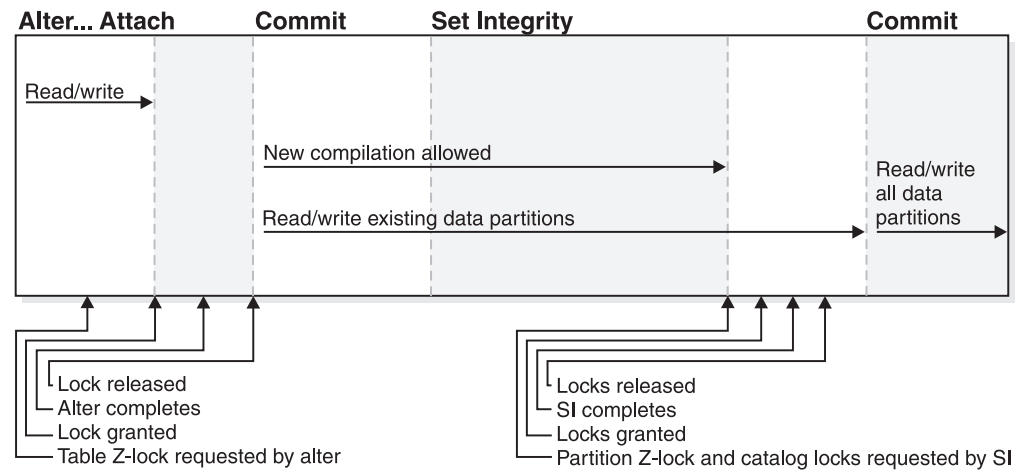 Alter... Attach
Commit
Set Integrity
Commit
Read/write
New compilation allowed
Read/write
all data
partitions
Read/write existing data partitions
Lock released
Alter completes
Lock granted
Table Z-lock requested by alter
Locks released
SI completes
Locks granted
Partition Z-lock and catalog locks requested by SI